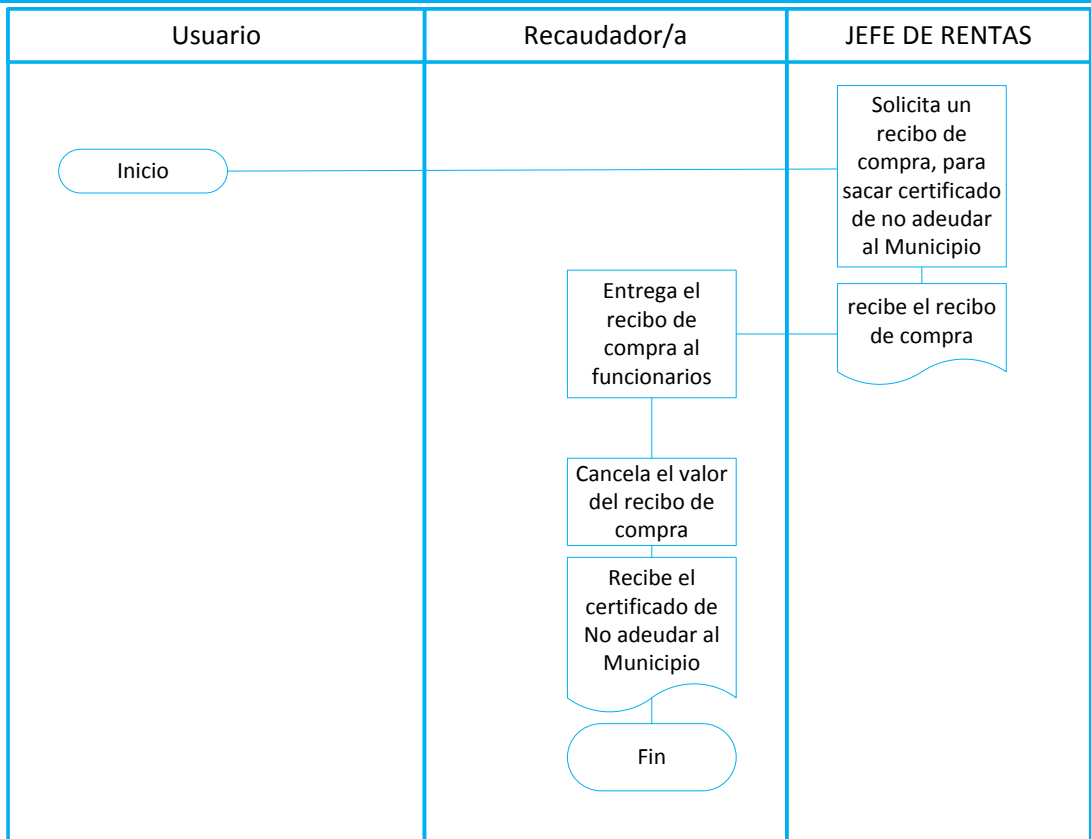 Usuario
Recaudador/a
JEFE DE RENTAS
Inicio
Solicita un
recibo de
compra, para
sacar certificado
de no adeudar
al Municipio
recibe el recibo
de compra
Entrega el
recibo de
compra al
funcionarios
Cancela el valor
del recibo de
compra
Recibe el
certificado de
No adeudar al
Municipio
Fin